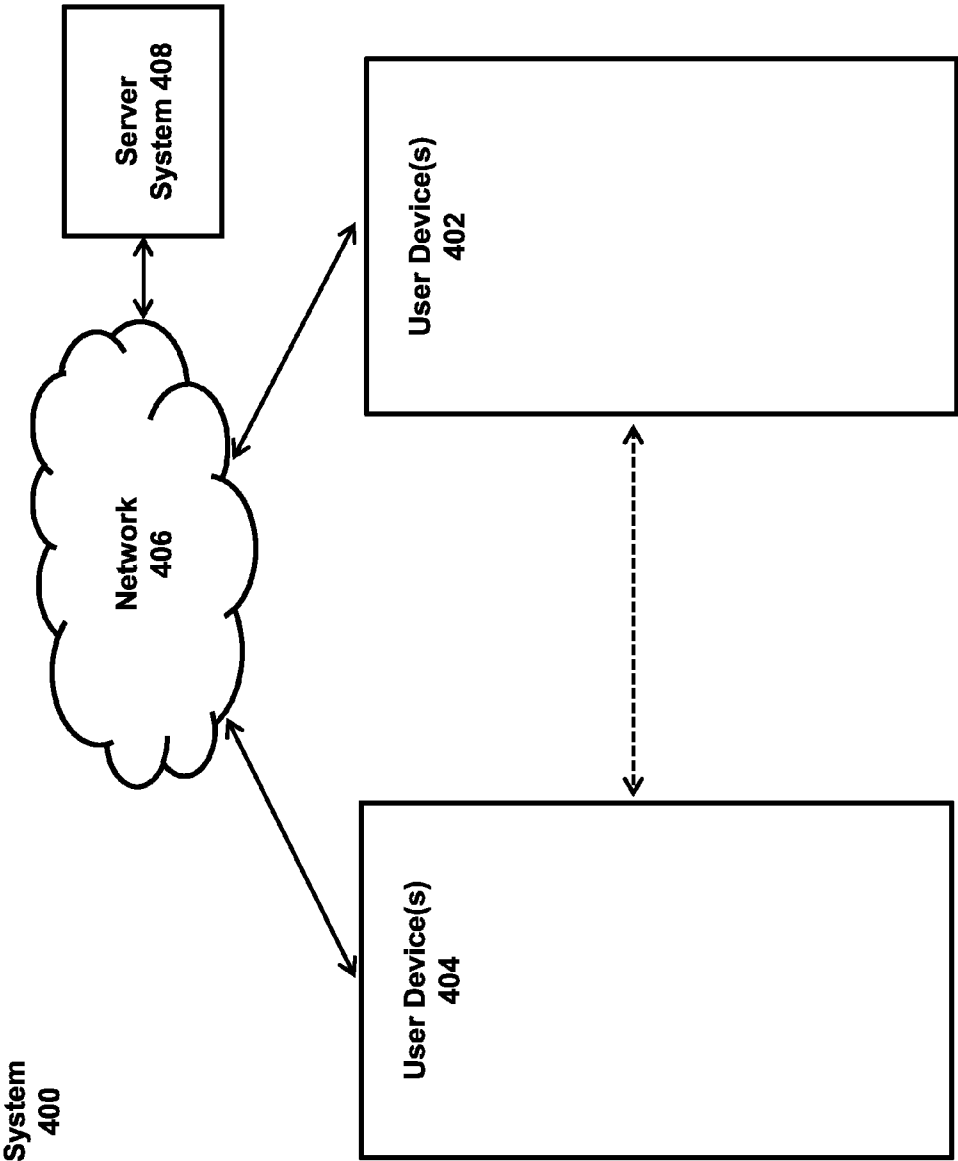 System
400
Network
406
Server
System 408
User Device(s)
404
User Device(s)
402